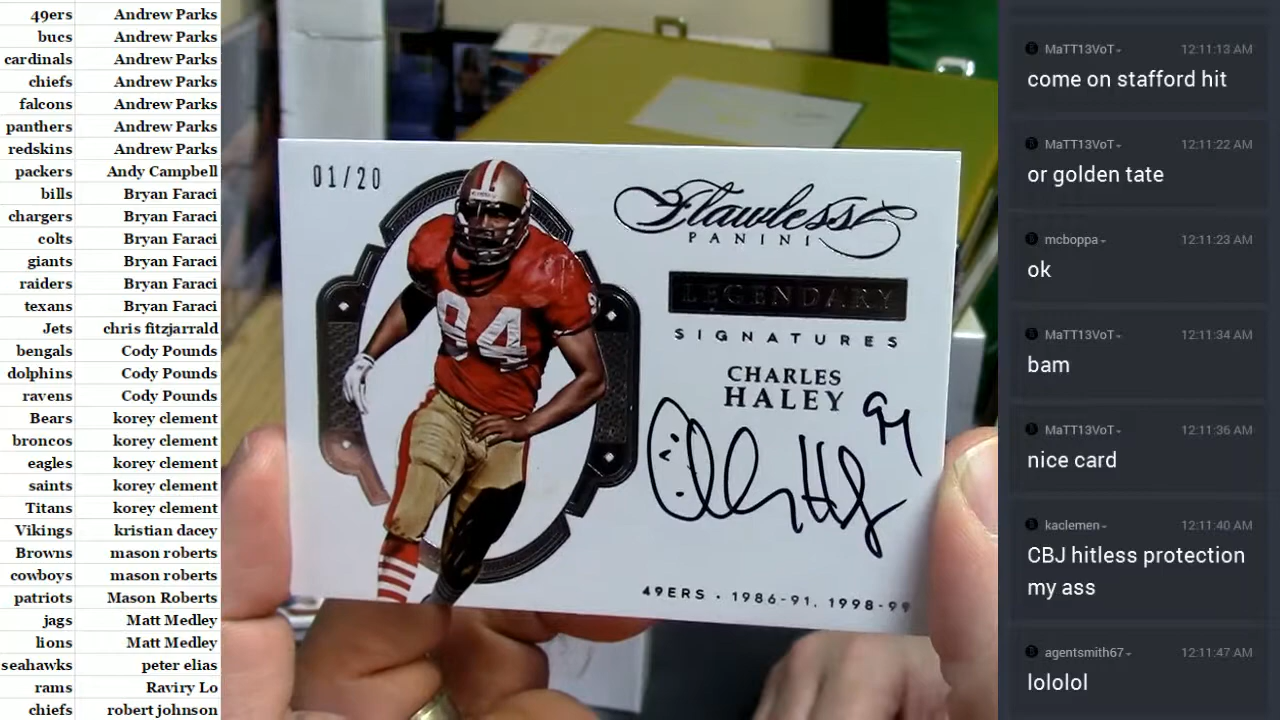 49ers Andrew Parks
bucs Andrew Parks
cardinals Andrew Parks
chiefs Andrew Parks
falcons Andrew Parks
panthers Andrew Parks
redskins Andrew Parks
packers Andy Campbell
bills Bryan Faraci
chargers Bryan Faraci
colts Bryan Faraci
giants Bryan Faraci
raiders Bryan Faraci
texans Bryan Faraci
Jets chris fitzjarrald
bengals Cody Pounds
dolphins Cody Pounds
ravens Cody Pounds
Bears korey clement
broncos korey clement
eagles korey clement
saints korey clement
Titans korey clement
Vikings kristian dacey
Browns mason roberts
cowboys mason roberts
patriots Mason Roberts
jags Matt Medley
lions Matt Medley
seahawks peter elias
rams Raviry Lo
chiefs robert johnson
01/20
Flawless
PANINI
LEGENDARY
SIGNATURES
CHARLES
HALEY
94
94
49ERS • 1986-91, 1998-99
MaTT13VoT 12:11:13 AM
come on stafford hit
MaTT13VoT 12:11:22 AM
or golden tate
mcboppa 12:11:23 AM
ok
MaTT13VoT 12:11:34 AM
bam
MaTT13VoT 12:11:36 AM
nice card
kaclemen 12:11:40 AM
CBJ hitless protection
my ass
agentsmith67 12:11:47 AM
lololol